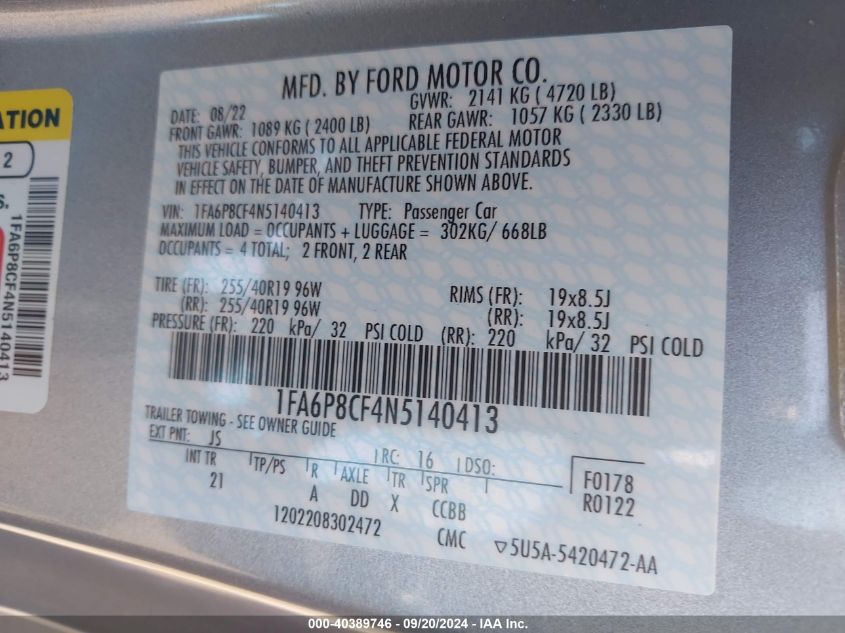 ATION
2
S.
1FA6P8CF4N5140413
MFD. BY FORD MOTOR CO.
DATE: 08/22
GVWR: 2141 KG ( 4720 LB)
FRONT GAWR: 1089 KG ( 2400 LB)
REAR GAWR: 1057 KG ( 2330 LB)
THIS VEHICLE CONFORMS TO ALL APPLICABLE FEDERAL MOTOR
VEHICLE SAFETY, BUMPER, AND THEFT PREVENTION STANDARDS
IN EFFECT ON THE DATE OF MANUFACTURE SHOWN ABOVE.
VIN: 1FA6P8CF4N5140413 TYPE: Passenger Car
MAXIMUM LOAD = OCCUPANTS + LUGGAGE = 302KG/ 668LB
OCCUPANTS = 4 TOTAL; 2 FRONT, 2 REAR
TIRE (FR): 255/40R19 96W RIMS (FR): 19x8.5J
(RR): 255/40R19 96W (RR): 19x8.5J
PRESSURE (FR): 220 kPa/ 32 PSI COLD (RR): 220 kPa/ 32 PSI COLD
1FA6P8CF4N5140413
TRAILER TOWING - SEE OWNER GUIDE
EXT PNT: JS RC: 16 DSO:
INT TR TP/PS R AXLE TR SPR
21 A DD X CCBB
F0178
R0122
1202208302472 CMC ▽5U5A-5420472-AA
000-40389746 - 09/20/2024 - IAA Inc.